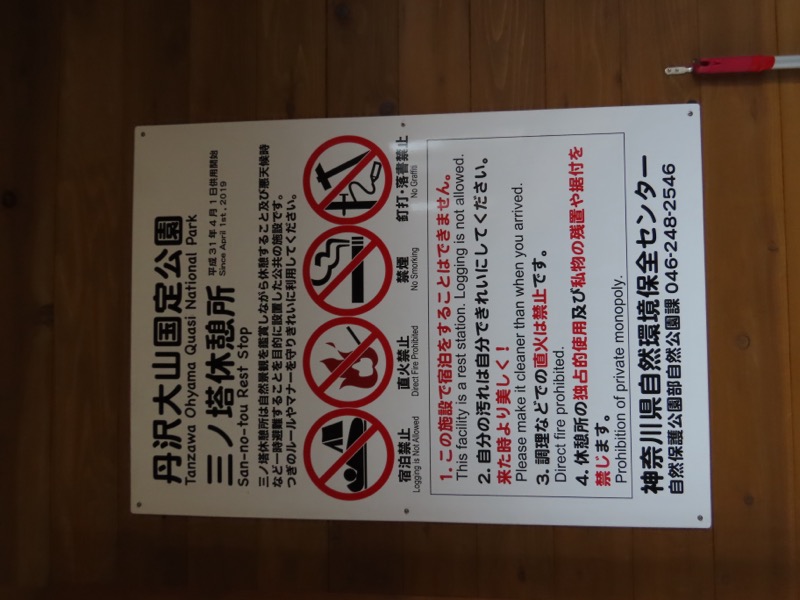 丹沢大山国定公園
Tanzawa Ohyama Quasi National Park
三ノ塔休憩所 平成31年4月1日供用開始
San-no-tou Rest Stop Since April 1st, 2019
三ノ塔休憩所は自然景観を鑑賞しながら休憩すること及び悪天候時
など一時避難することを目的に設置した公共の施設です。
つぎのルールやマナーを守りきれいに利用してください。
宿泊禁止 直火禁止 禁煙 釘打・落書禁止
Logging is Not Allowed Direct Fire Prohibited No Smorking No Graffiti
1. この施設で宿泊をすることはできません。
This facility is a rest station. Logging is not allowed.
2. 自分の汚れは自分できれいにしてください。
来た時より美しく!
Please make it cleaner than when you arrived.
3. 調理などでの直火は禁止です。
Direct fire prohibited.
4. 休憩所の独占的使用及び私物の残置や据付を
禁じます。
Prohibition of private monopoly.
神奈川県自然環境保全センター
自然保護公園部自然公園課 046-248-2546